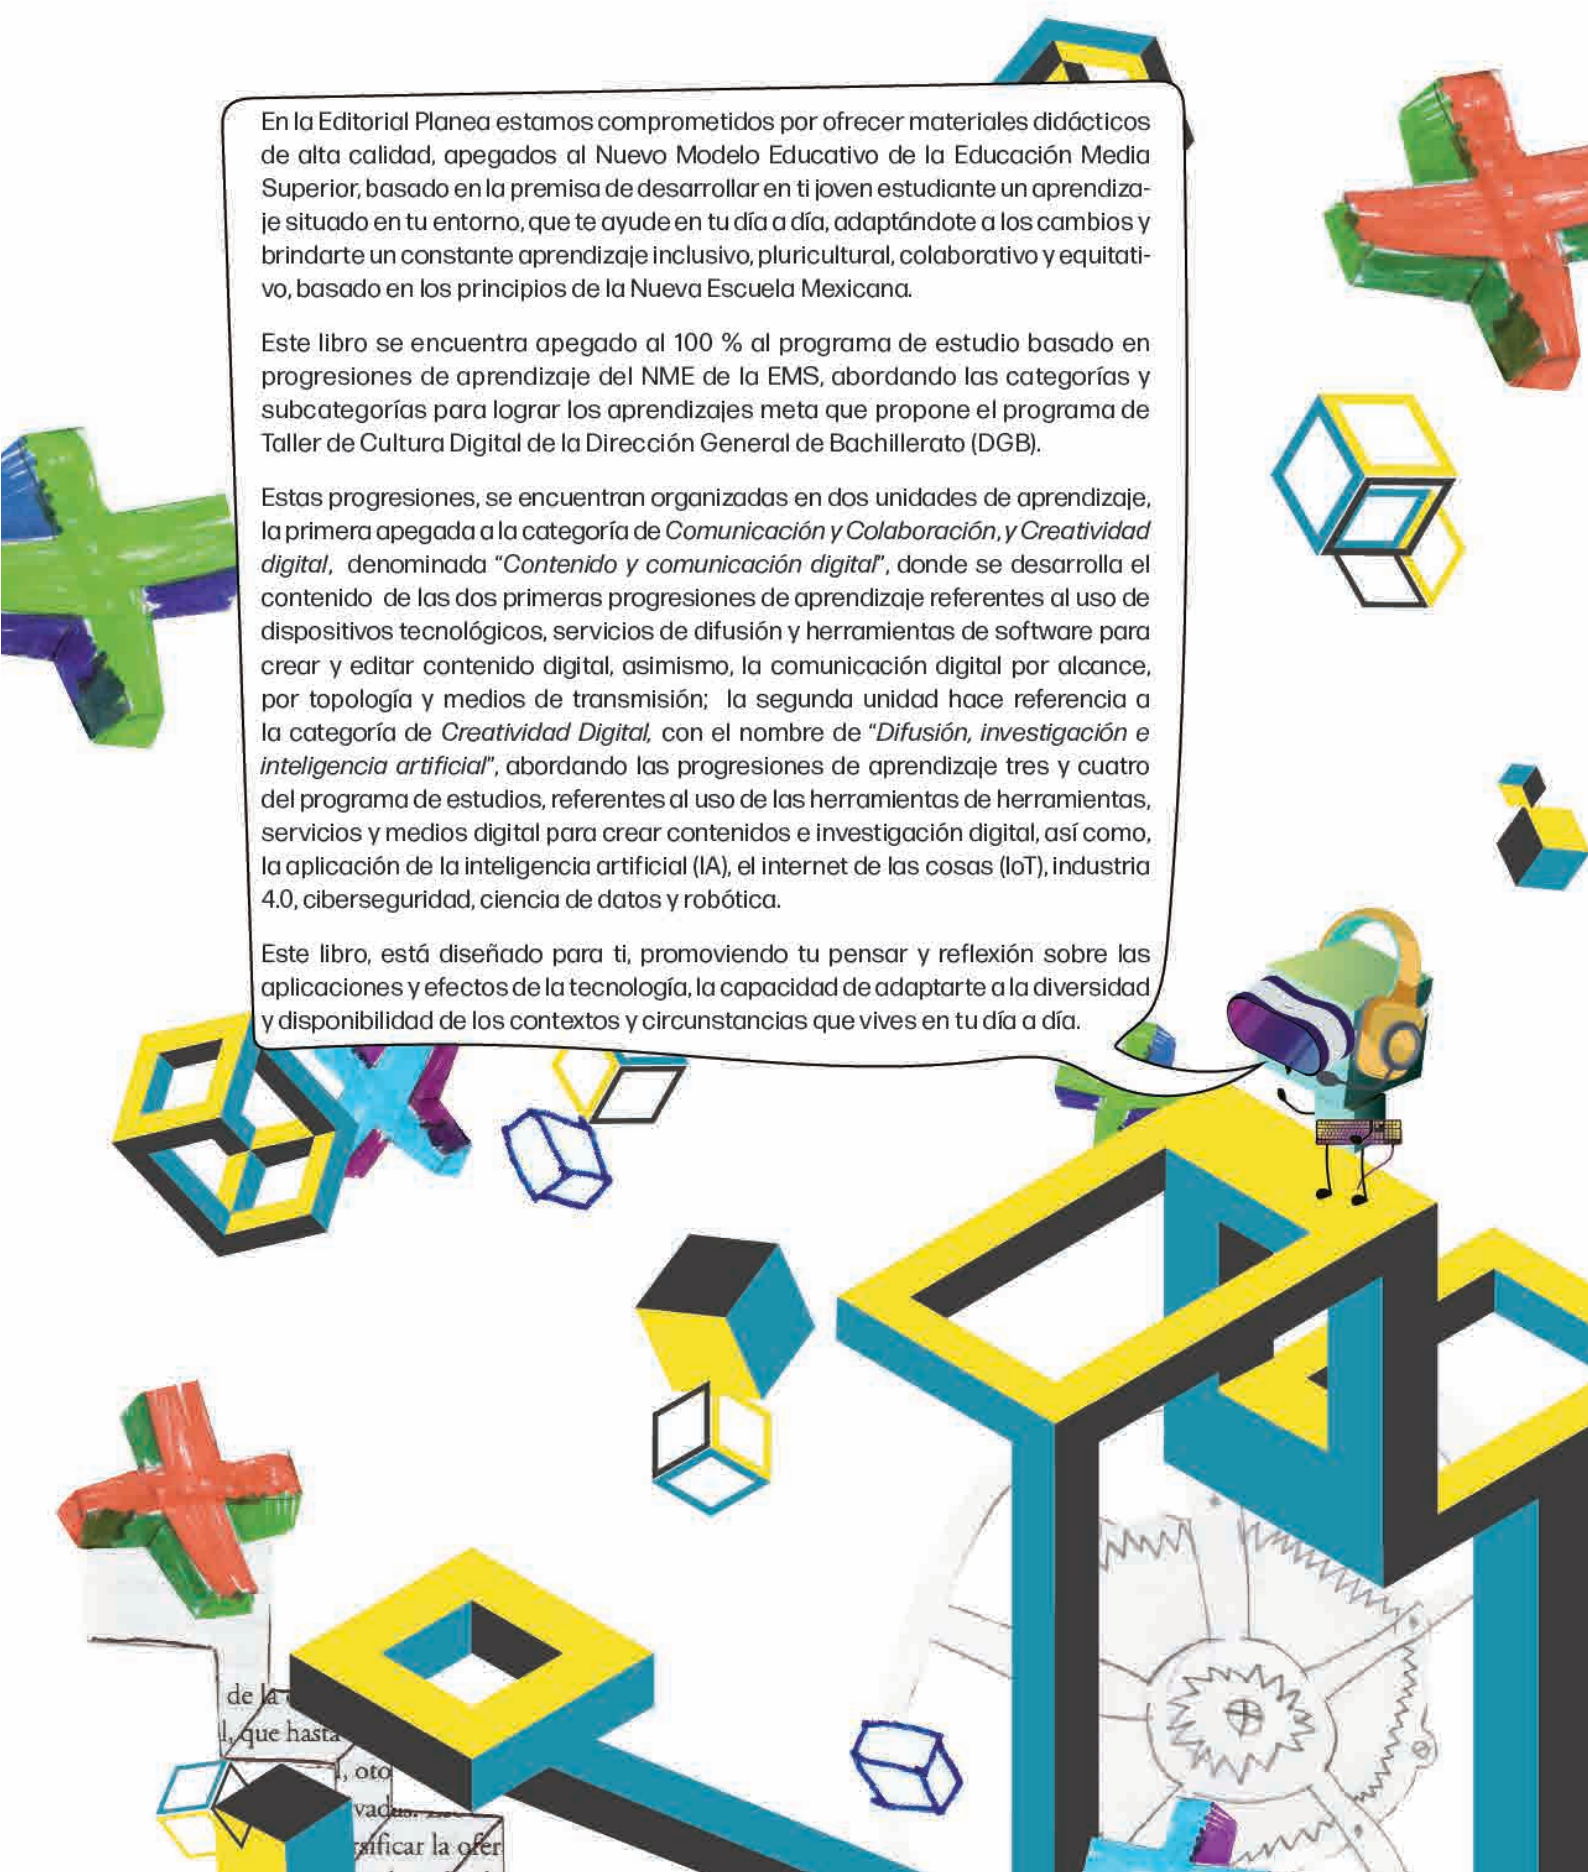 En la Editorial Planea estamos comprometidos por ofrecer materiales didácticos
de alta calidad, apegados al Nuevo Modelo Educativo de la Educación Media
Superior, basado en la premisa de desarrollar en ti joven estudiante un aprendiza-
je situado en tu entorno, que te ayude en tu día a día, adaptándote a los cambios y
brindarte un constante aprendizaje inclusivo, pluricultural, colaborativo y equitati-
vo, basado en los principios de la Nueva Escuela Mexicana.
Este libro se encuentra apegado al 100 % al programa de estudio basado en
progresiones de aprendizaje del NME de la EMS, abordando las categorías y
subcategorías para lograr los aprendizajes meta que propone el programa de
Taller de Cultura Digital de la Dirección General de Bachillerato (DGB).
Estas progresiones, se encuentran organizadas en dos unidades de aprendizaje,
la primera apegada a la categoría de Comunicación y Colaboración, y Creatividad
digital, denominada “Contenido y comunicación digital”, donde se desarrolla el
contenido de las dos primeras progresiones de aprendizaje referentes al uso de
dispositivos tecnológicos, servicios de difusión y herramientas de software para
crear y editar contenido digital, asimismo, la comunicación digital por alcance,
por topología y medios de transmisión; la segunda unidad hace referencia a
la categoría de Creatividad Digital, con el nombre de “Difusión, investigación e
inteligencia artificial”, abordando las progresiones de aprendizaje tres y cuatro
del programa de estudios, referentes al uso de las herramientas de herramientas,
servicios y medios digital para crear contenidos e investigación digital, así como,
la aplicación de la inteligencia artificial (IA), el internet de las cosas (IoT), industria
4.0, ciberseguridad, ciencia de datos y robótica.
Este libro, está diseñado para ti, promoviendo tu pensar y reflexión sobre las
aplicaciones y efectos de la tecnología, la capacidad de adaptarte a la diversidad
y disponibilidad de los contextos y circunstancias que vives en tu día a día.
de la
que hasta
la ofer